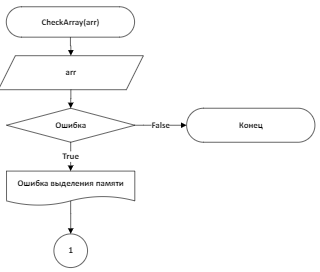 CheckArray(arr)
arr
Ошибка
False
Конец
True
Ошибка выделения памяти
1